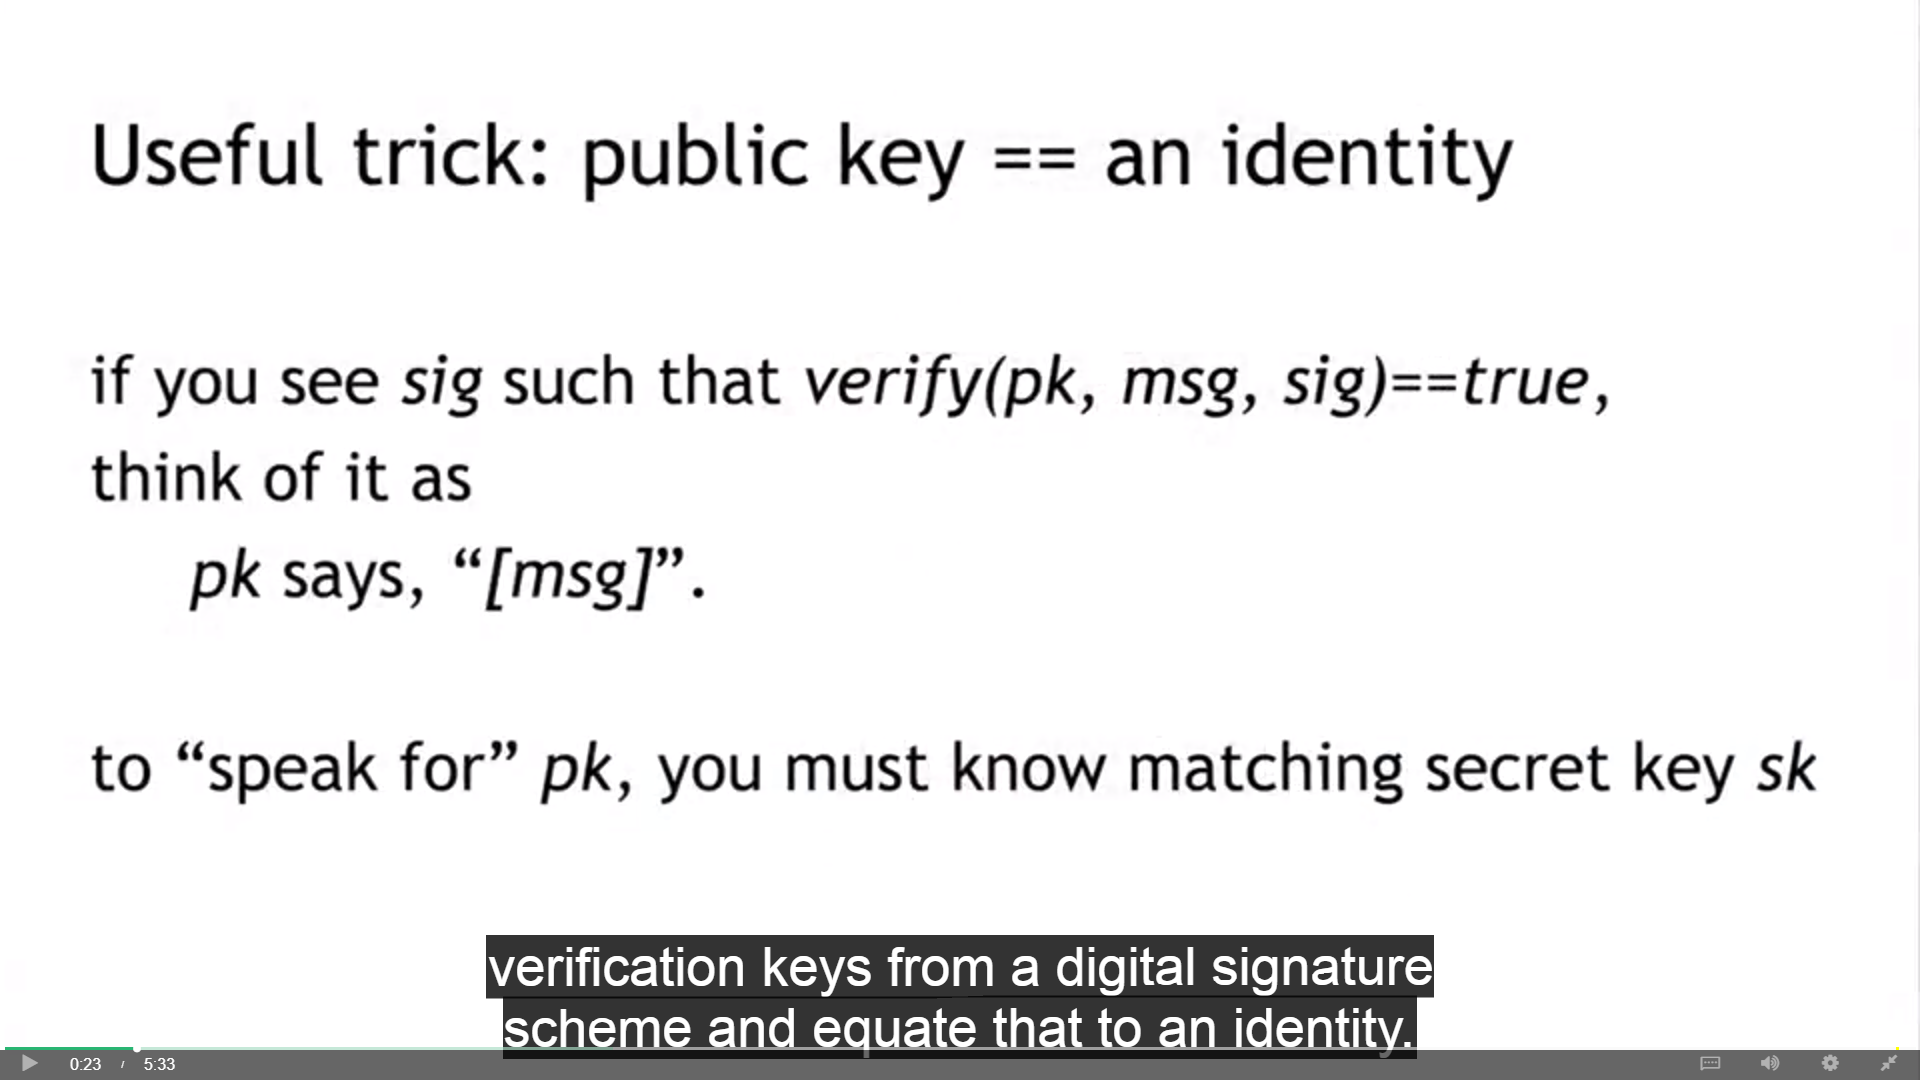 Useful trick: public key == an identity
if you see sig such that verify(pk, msg, sig)==true,
think of it as
pk says, “[msg]”.
to “speak for” pk, you must know matching secret key sk
verification keys from a digital signature
scheme and equate that to an identity.
0:23 / 5:33